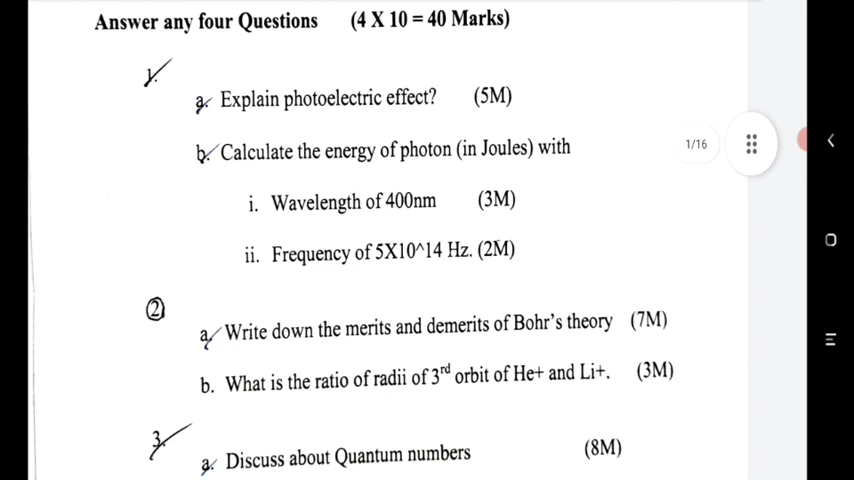 Answer any four Questions (4 X 10 = 40 Marks)
1.
a. Explain photoelectric effect? (5M)
b. Calculate the energy of photon (in Joules) with
1/16
i. Wavelength of 400nm (3M)
ii. Frequency of 5X10^14 Hz. (2M)
2
a. Write down the merits and demerits of Bohr's theory (7M)
b. What is the ratio of radii of 3rd orbit of He+ and Li+. (3M)
3.
a. Discuss about Quantum numbers (8M)